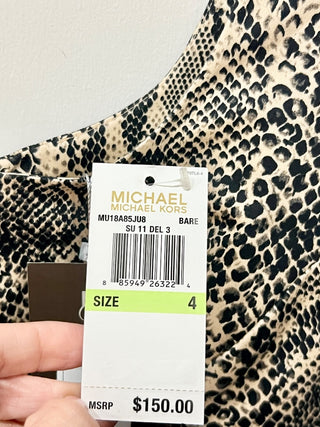 MICHAEL
MICHAEL KORS
MU18A85JU8 BARE
SU 11 DEL 3
8 85949 26322 4
SIZE 4
MSRP $150.00